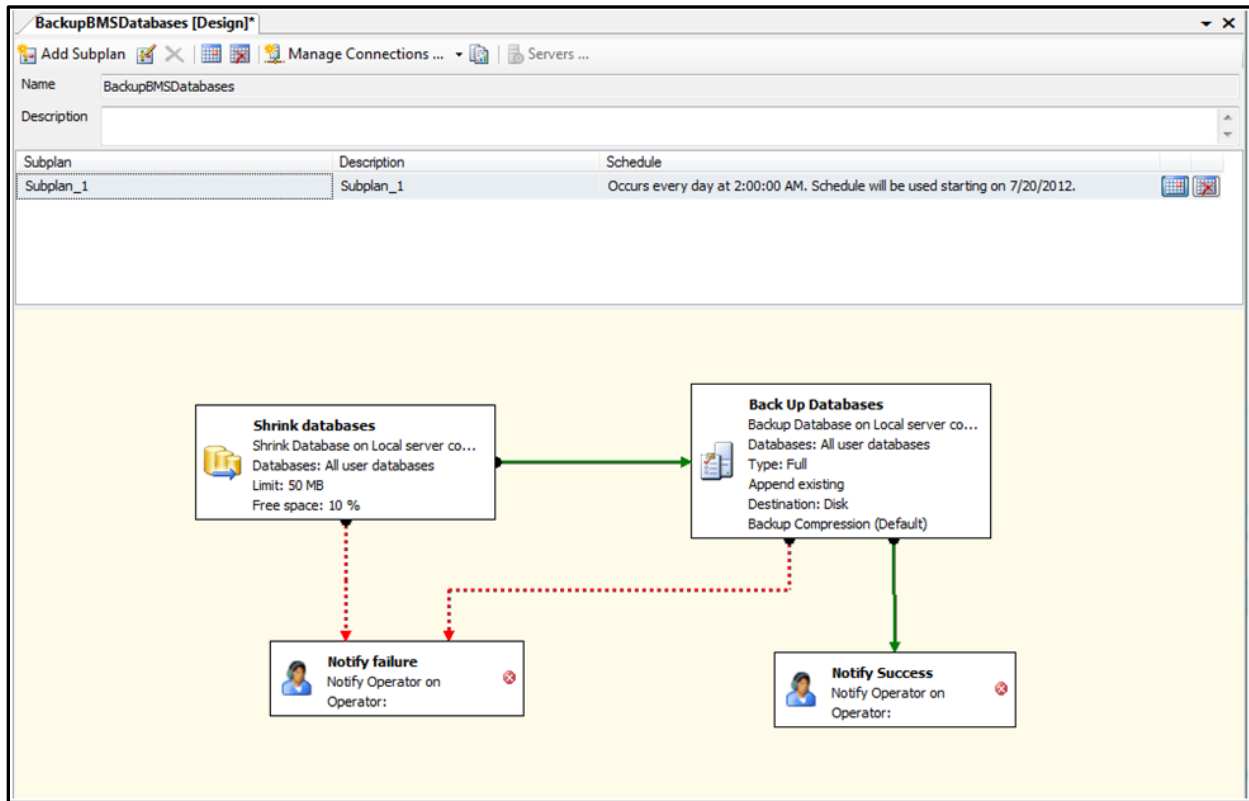 BackupBMSDatabases [Design]*
Add Subplan Manage Connections ... Servers ...
Name BackupBMSDatabases
Description
Subplan Description Schedule
Subplan_1 Subplan_1 Occurs every day at 2:00:00 AM. Schedule will be used starting on 7/20/2012.
Shrink databases
Shrink Database on Local server co...
Databases: All user databases
Limit: 50 MB
Free space: 10 %
Back Up Databases
Backup Database on Local server co...
Databases: All user databases
Type: Full
Append existing
Destination: Disk
Backup Compression (Default)
Notify failure
Notify Operator on
Operator:
Notify Success
Notify Operator on
Operator: